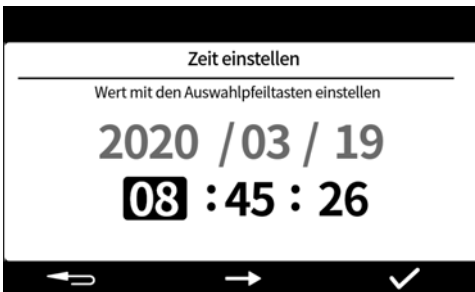 Zeit einstellen
Wert mit den Auswahlpfeiltasten einstellen
2020 / 03 / 19
08 : 45 : 26